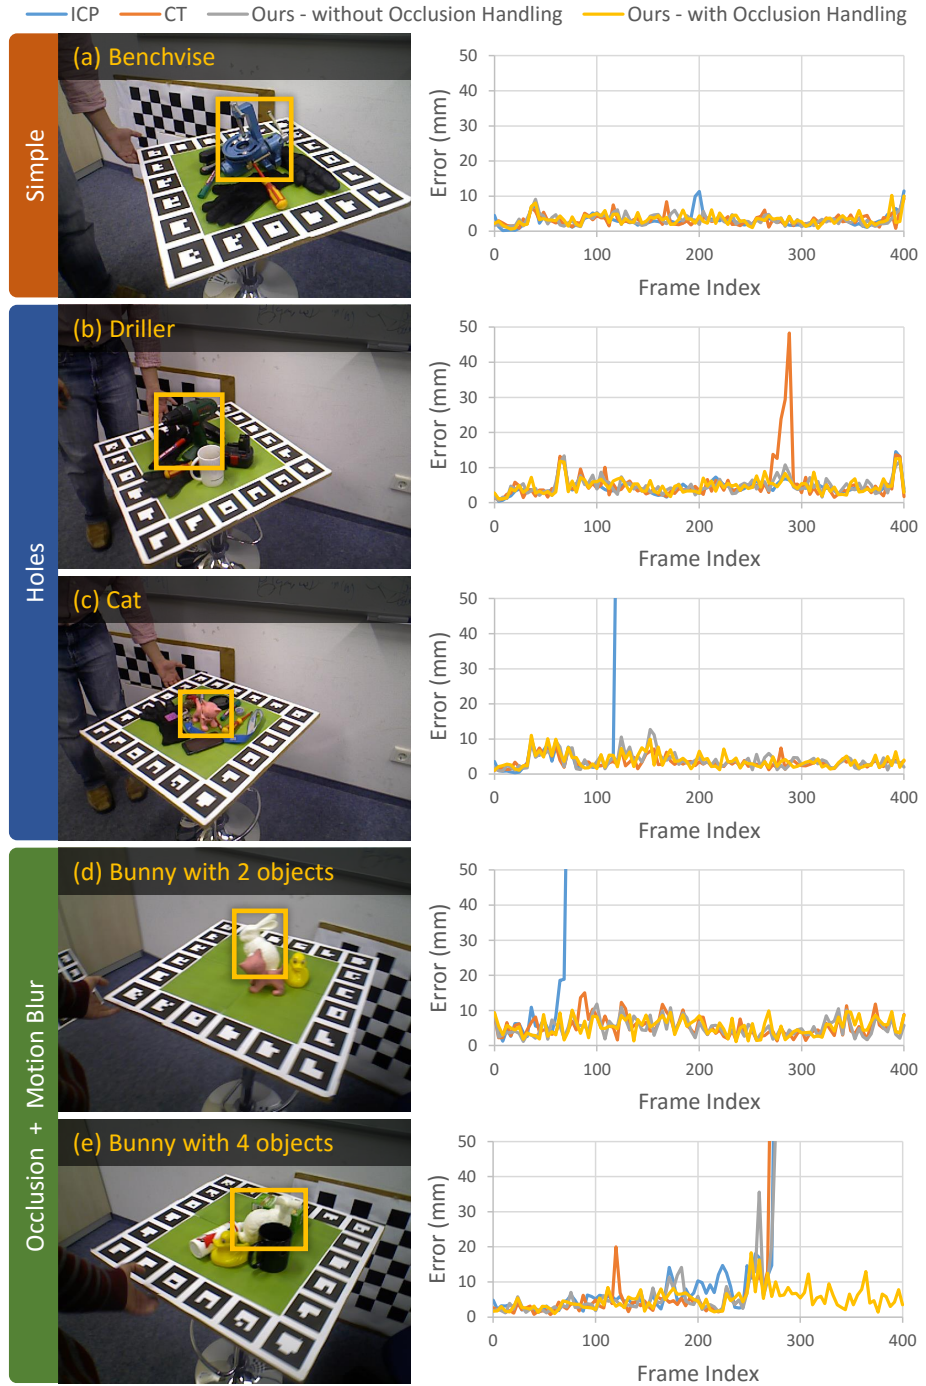 ICP CT Ours - without Occlusion Handling Ours - with Occlusion Handling
Simple
(a) Benchvise
Error (mm)
50
40
30
20
10
0
0 100 200 300 400
Frame Index
Holes
(b) Driller
Error (mm)
50
40
30
20
10
0
0 100 200 300 400
Frame Index
(c) Cat
Error (mm)
50
40
30
20
10
0
0 100 200 300 400
Frame Index
Occlusion + Motion Blur
(d) Bunny with 2 objects
Error (mm)
50
40
30
20
10
0
0 100 200 300 400
Frame Index
(e) Bunny with 4 objects
Error (mm)
50
40
30
20
10
0
0 100 200 300 400
Frame Index